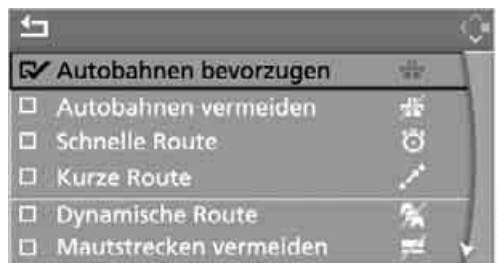 Autobahnen bevorzugen
Autobahnen vermeiden
Schnelle Route
Kurze Route
Dynamische Route
Mautstrecken vermeiden